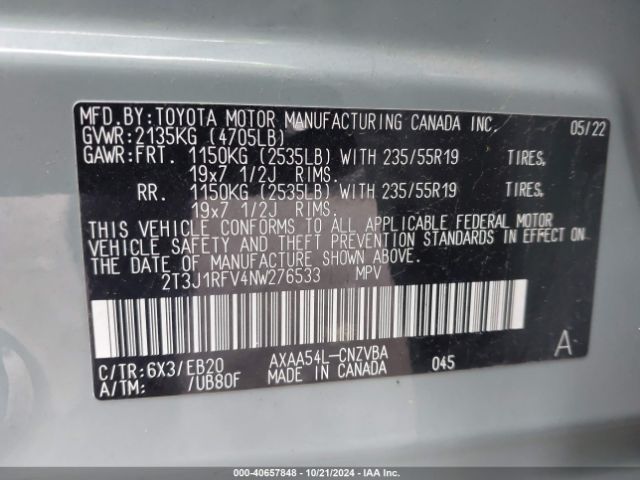 MFD.BY:TOYOTA MOTOR MANUFACTURING CANADA INC. 05/22
GVWR:2135KG (4705LB)
GAWR:FRT. 1150KG (2535LB) WITH 235/55R19 TIRES,
19x7 1/2J RIMS.
RR. 1150KG (2535LB) WITH 235/55R19 TIRES,
19x7 1/2J RIMS.
THIS VEHICLE CONFORMS TO ALL APPLICABLE FEDERAL MOTOR
VEHICLE SAFETY AND THEFT PREVENTION STANDARDS IN EFFECT ON
THE DATE OF MANUFACTURE SHOWN ABOVE.
2T3J1RFV4NW276533 MPV
C/TR:6X3/EB20 AXAA54L-CNZVBA A
A/TM: /UB80F MADE IN CANADA 045
000-40657848 - 10/21/2024 - IAAI.com